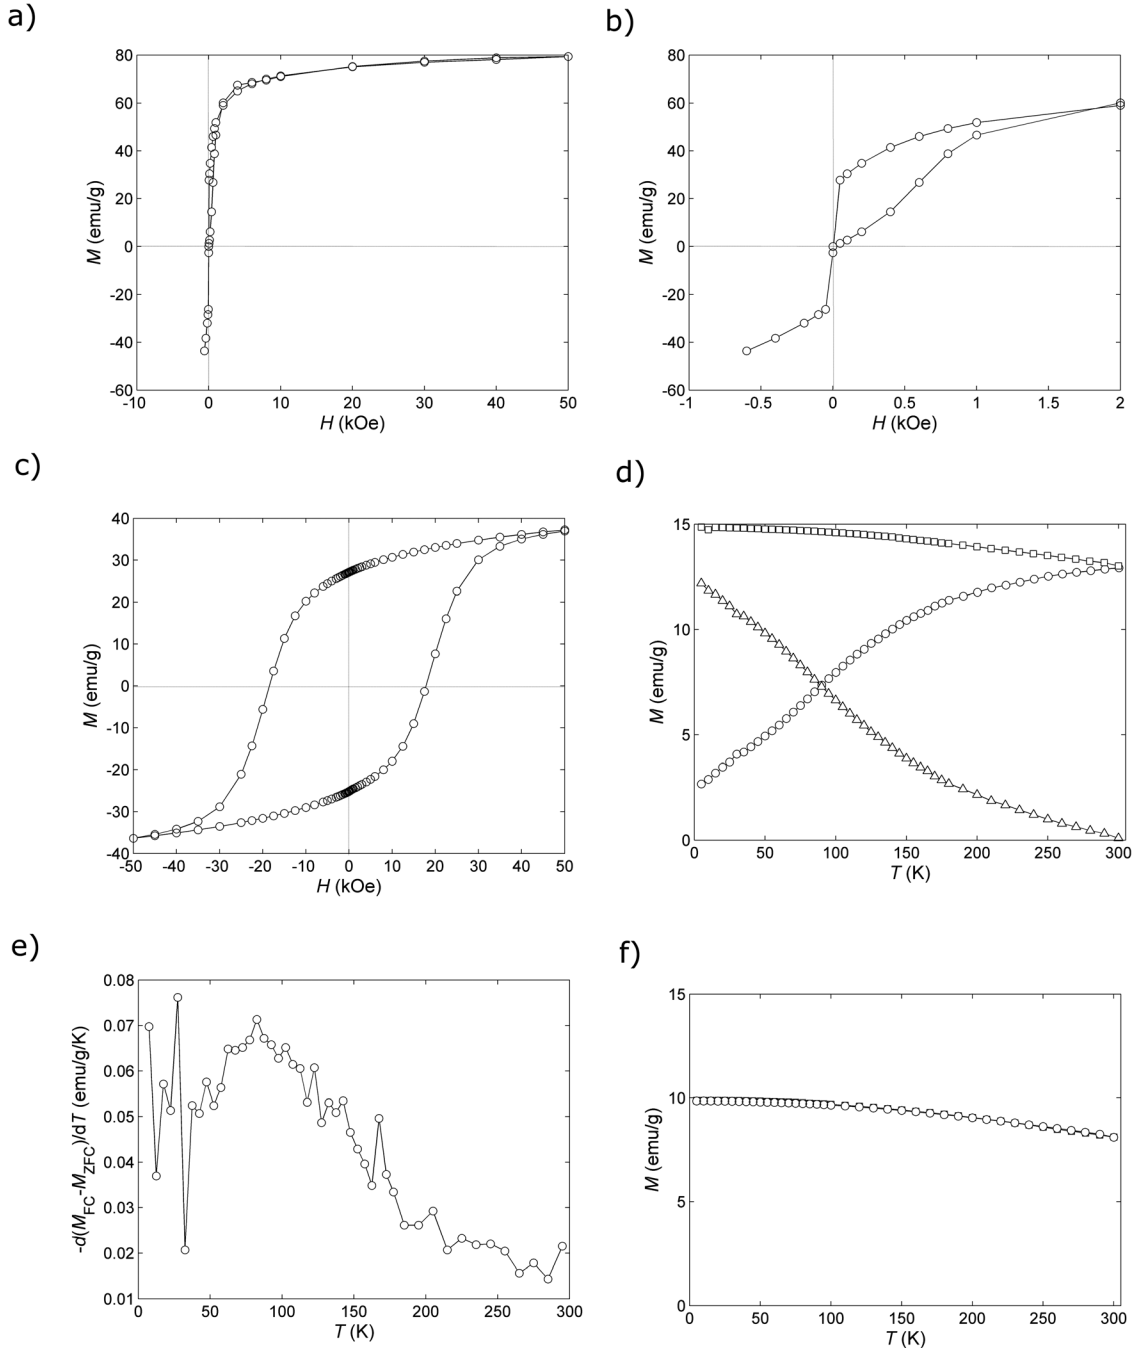 a)
80
60
40
20
0
-20
-40
-60
-10 0 10 20 30 40 50
M (emu/g)
H (kOe)
b)
80
60
40
20
0
-20
-40
-60
-1 -0.5 0 0.5 1 1.5 2
M (emu/g)
H (kOe)
c)
40
30
20
10
0
-10
-20
-30
-40
-50 -40 -30 -20 -10 0 10 20 30 40 50
M (emu/g)
H (kOe)
d)
15
10
5
0
0 50 100 150 200 250 300
M (emu/g)
T (K)
e)
0.08
0.07
0.06
0.05
0.04
0.03
0.02
0.01
0 50 100 150 200 250 300
-d(MFC-MZFC)/dT (emu/g/K)
T (K)
f)
15
10
5
0
0 50 100 150 200 250 300
M (emu/g)
T (K)